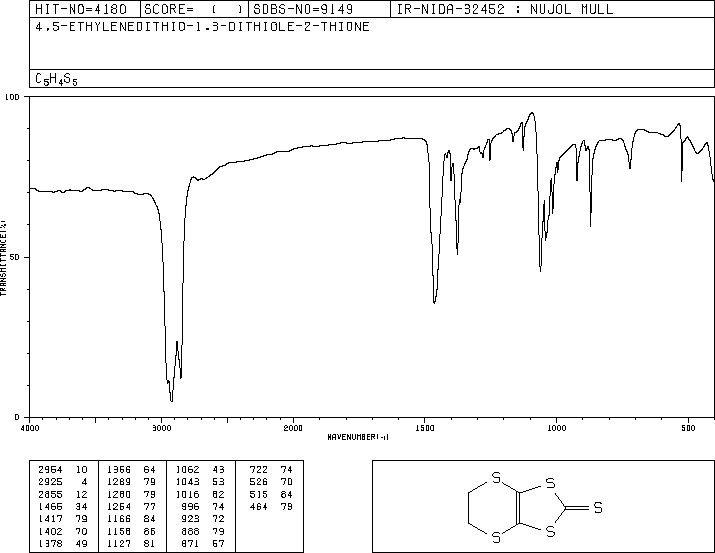 HIT-NO=4180 SCORE= ( ) SDBS-NO=9149 IR-NIDA-32452 : NUJOL MULL
4,5-ETHYLENEDITHIO-1,3-DITHIOLE-2-THIONE
C5H4S5
100
50
0
TRANSMITTANCE(%)
4000 3000 2000 1500 1000 500
WAVENUMBER(-1)
2954 10 1366 64 1062 43 722 74
2925 4 1289 79 1043 53 526 70
2855 12 1280 79 1016 62 515 84
1466 34 1254 77 996 74 464 79
1417 79 1166 84 923 72
1402 70 1158 86 888 79
1378 49 1127 81 871 57
S S
S
S S